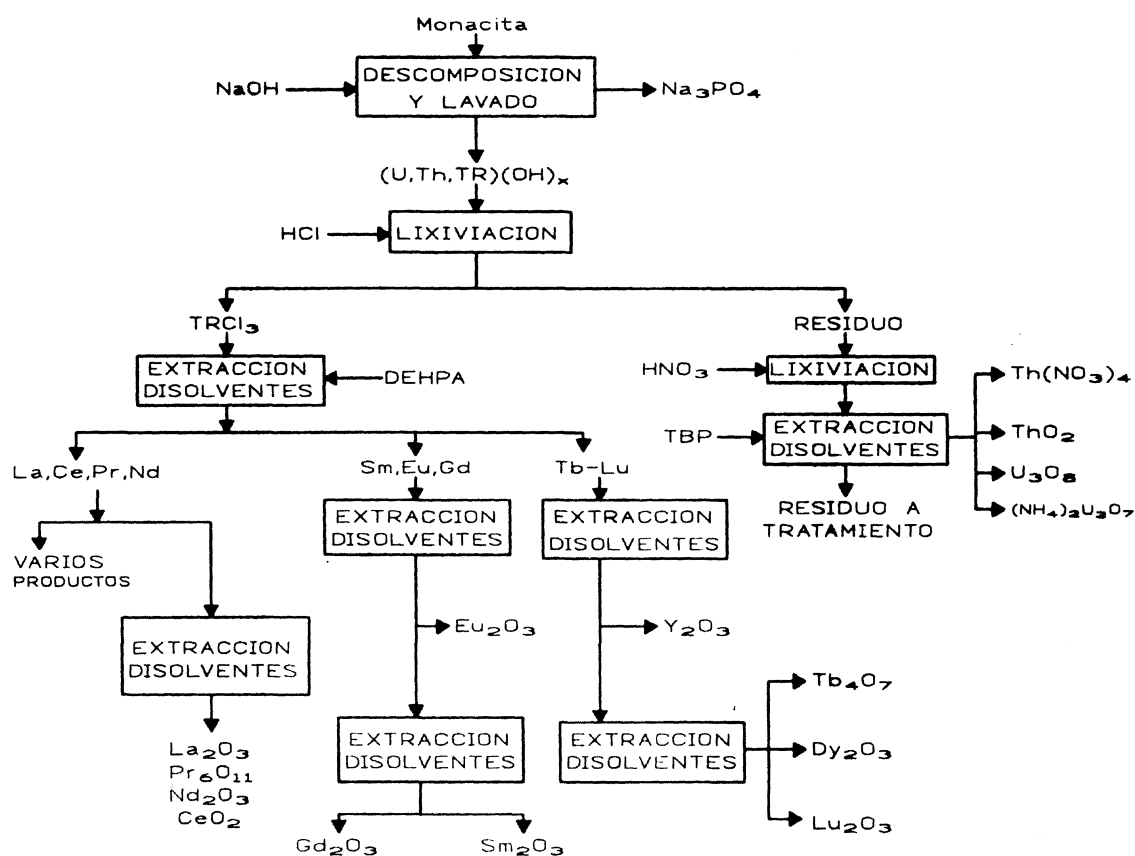 Monacita
NaOH
DESCOMPOSICION
Y LAVADO
Na₃PO₄
(U,Th,TR)(OH)ₓ
HCl
LIXIVIACION
TRCl₃
RESIDUO
EXTRACCION
DISOLVENTES
DEHPA
HNO₃
LIXIVIACION
TBP
EXTRACCION
DISOLVENTES
Th(NO₃)₄
ThO₂
U₃O₈
(NH₄)₂U₃O₇
RESIDUO A
TRATAMIENTO
La,Ce,Pr,Nd
Sm,Eu,Gd
Tb-Lu
VARIOS
PRODUCTOS
EXTRACCION
DISOLVENTES
EXTRACCION
DISOLVENTES
EXTRACCION
DISOLVENTES
Eu₂O₃
Y₂O₃
La₂O₃
Pr₆O₁₁
Nd₂O₃
CeO₂
EXTRACCION
DISOLVENTES
EXTRACCION
DISOLVENTES
Tb₄O₇
Dy₂O₃
Lu₂O₃
Gd₂O₃
Sm₂O₃